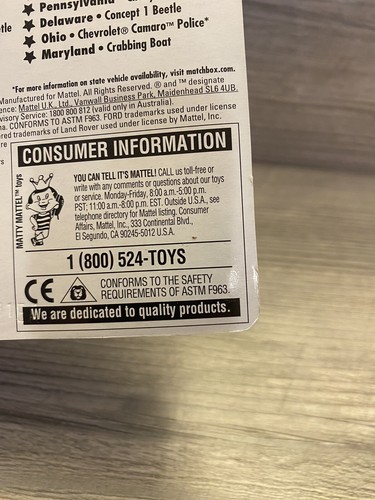 ★ Pennsylvania •
★ Delaware • Concept 1 Beetle
★ Ohio • Chevrolet® Camaro™ Police*
★ Maryland • Crabbing Boat
*For more information on state vehicle availability, visit matchbox.com.
Manufactured for Mattel. All Rights Reserved. ® and ™ designate
Mattel U.K., Ltd., Vanwall Business Park, Maidenhead SL6 4UB.
visory Service: 1800 800 812 (valid only in Australia).
na. CONFORMS TO ASTM F963. FORD trademarks used under license
ered trademarks of Land Rover used under license by Mattel, Inc.
CONSUMER INFORMATION
MATTY MATTEL™ toys
YOU CAN TELL IT'S MATTEL! CALL us toll-free or
write with any comments or questions about our toys
or service. Monday-Friday, 8:00 a.m.-5:00 p.m.
PST; 11:00 a.m.-8:00 p.m. EST. Outside U.S.A., see
telephone directory for Mattel listing. Consumer
Affairs, Mattel, Inc., 333 Continental Blvd.,
El Segundo, CA 90245-5012 U.S.A.
1 (800) 524-TOYS
CE
CONFORMS TO THE SAFETY
REQUIREMENTS OF ASTM F963.
We are dedicated to quality products.